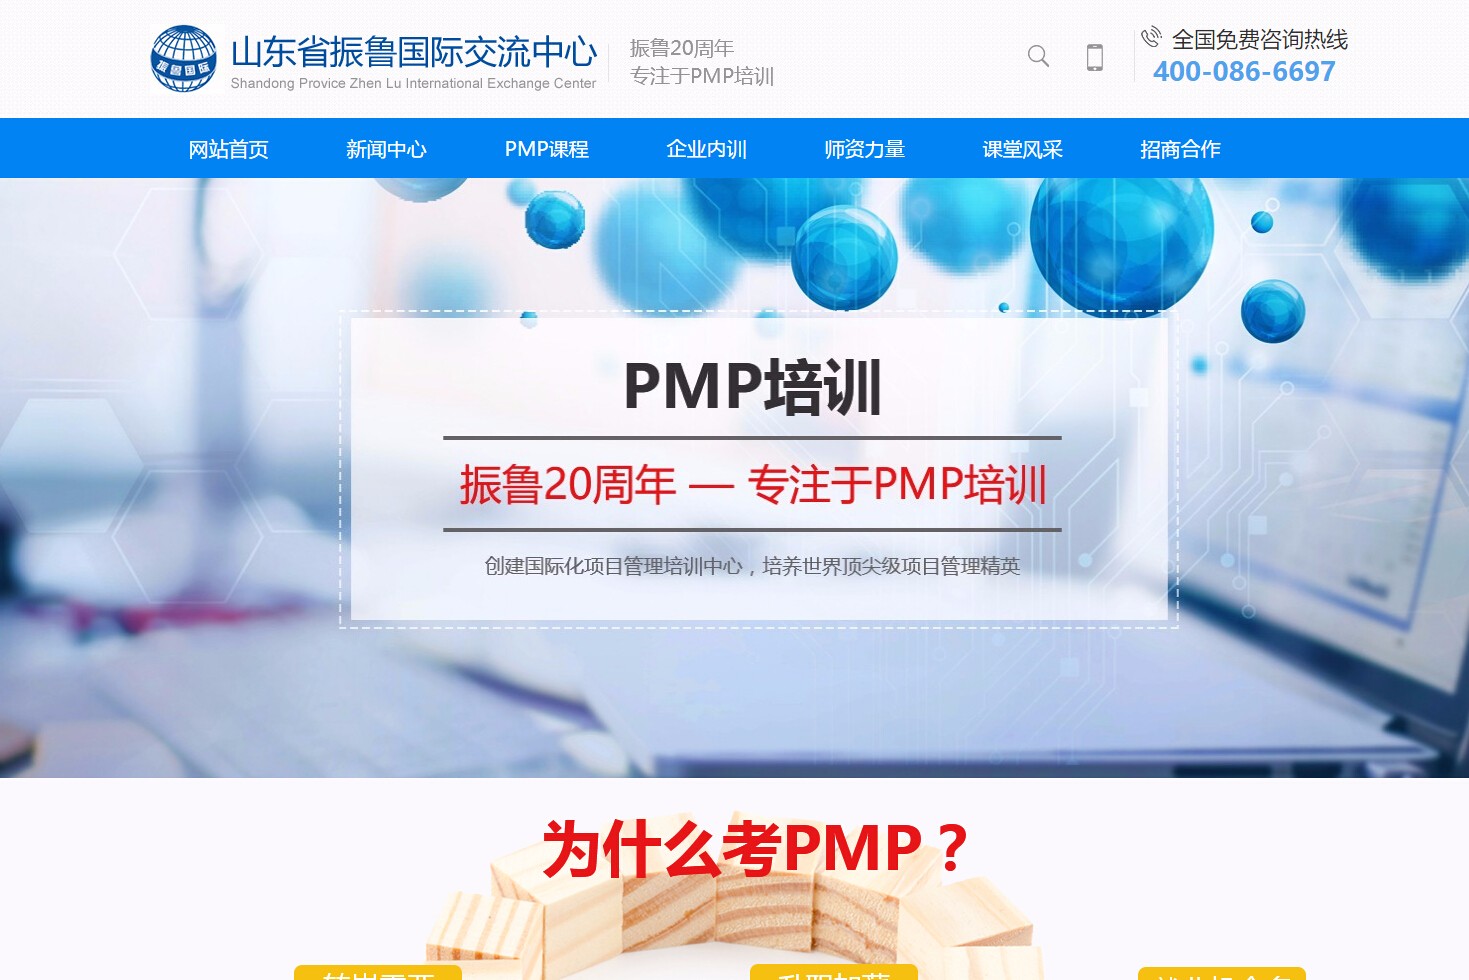 振鲁国际
山东省振鲁国际交流中心
Shandong Provice Zhen Lu International Exchange Center
振鲁20周年
专注于PMP培训
全国免费咨询热线
400-086-6697
网站首页
新闻中心
PMP课程
企业内训
师资力量
课堂风采
招商合作
PMP培训
振鲁20周年 — 专注于PMP培训
创建国际化项目管理培训中心，培养世界顶尖级项目管理精英
为什么考PMP？